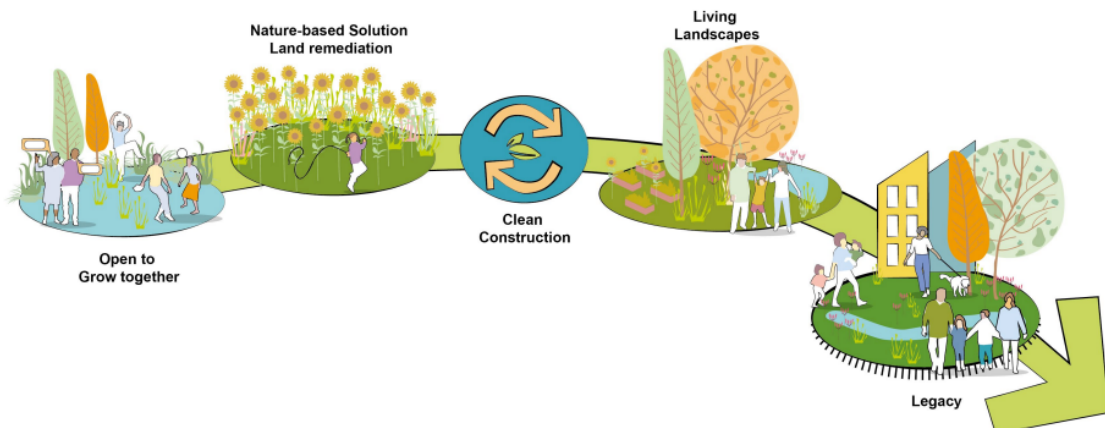 Open to
Grow together
Nature-based Solution
Land remediation
Clean
Construction
Living
Landscapes
Legacy